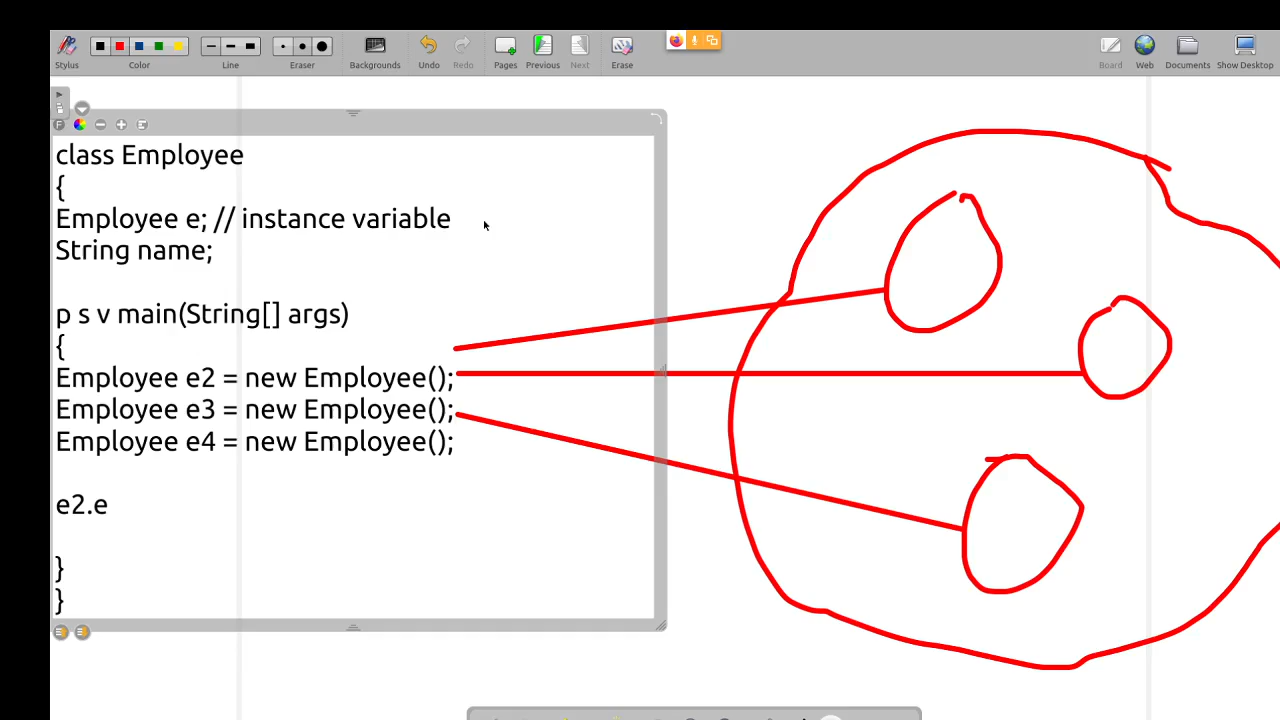 Stylus
Color
Line
Eraser
Backgrounds
Undo
Redo
Pages
Previous
Next
Erase
Board
Web
Documents
Show Desktop
F
class Employee
{
Employee e; // instance variable
String name;
p s v main(String[] args)
{
Employee e2 = new Employee();
Employee e3 = new Employee();
Employee e4 = new Employee();
e2.e
}
}